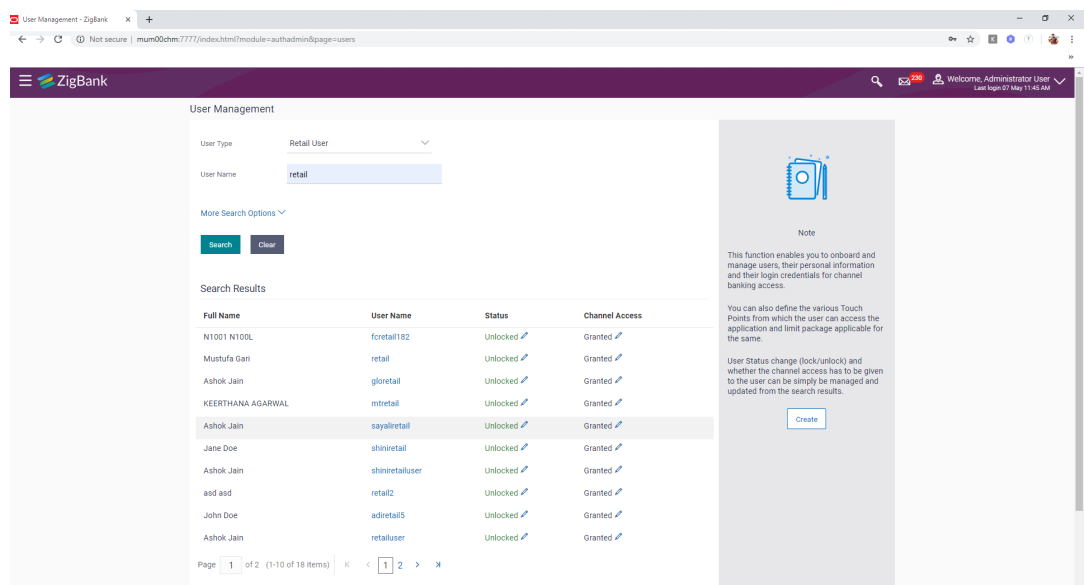 User Management - ZigBank
Not secure | mum00chm:7777/index.html?module=authadmin&page=users
ZigBank
230
Welcome, Administrator User
Last login 07 May 11:45 AM
User Management
User Type Retail User
User Name retail
More Search Options
Search Clear
Search Results
Full Name User Name Status Channel Access
N1001 N100L fcretail182 Unlocked Granted
Mustufa Gari retail Unlocked Granted
Ashok Jain gloretail Unlocked Granted
KEERTHANA AGARWAL mtretail Unlocked Granted
Ashok Jain sayaliretail Unlocked Granted
Jane Doe shiniretail Unlocked Granted
Ashok Jain shiniretailuser Unlocked Granted
asd asd retail2 Unlocked Granted
John Doe adiretail5 Unlocked Granted
Ashok Jain retailuser Unlocked Granted
Page 1 of 2 (1-10 of 18 items) 1 2
Note
This function enables you to onboard and
manage users, their personal information
and their login credentials for channel
banking access.
You can also define the various Touch
Points from which the user can access the
application and limit package applicable for
the same.
User Status change (lock/unlock) and
whether the channel access has to be given
to the user can be simply be managed and
updated from the search results.
Create